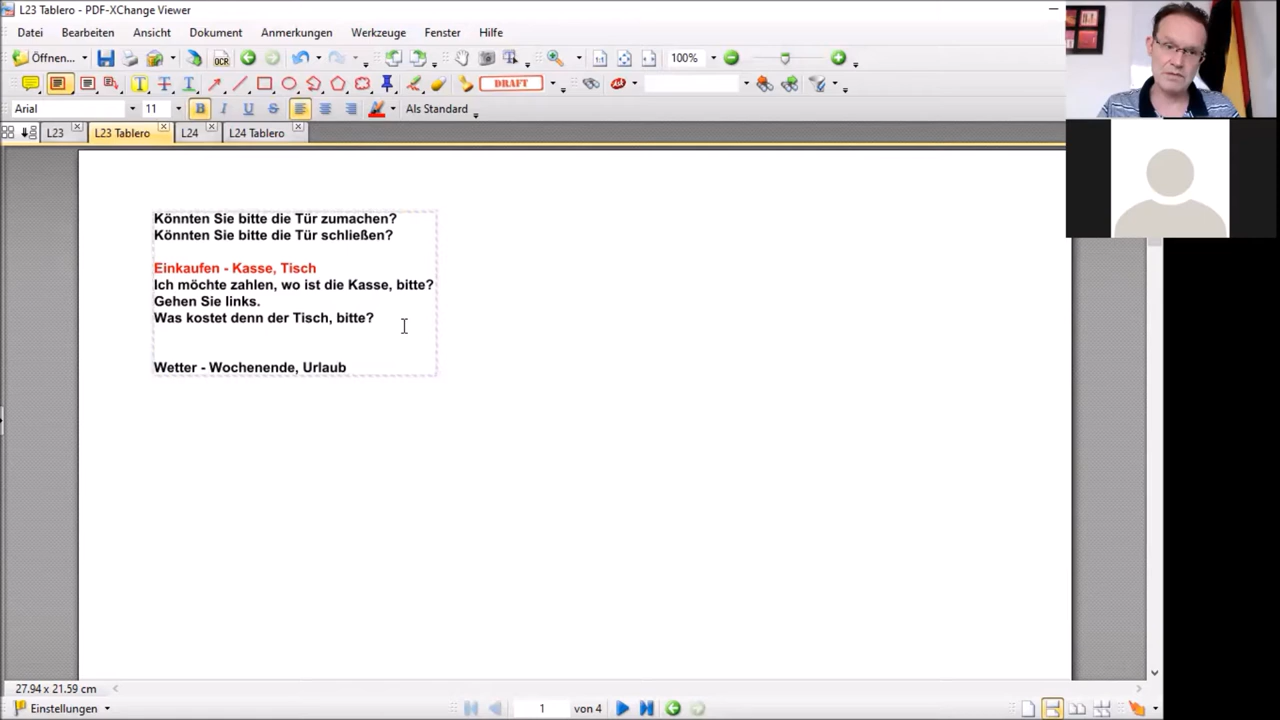 L23 Tablero - PDF-XChange Viewer
Datei Bearbeiten Ansicht Dokument Anmerkungen Werkzeuge Fenster Hilfe
Öffnen... OCR 100%
DRAFT
Arial 11 B I U S Als Standard
L23 L23 Tablero L24 L24 Tablero
Könnten Sie bitte die Tür zumachen?
Könnten Sie bitte die Tür schließen?
Einkaufen - Kasse, Tisch
Ich möchte zahlen, wo ist die Kasse, bitte?
Gehen Sie links.
Was kostet denn der Tisch, bitte?
Wetter - Wochenende, Urlaub
27.94 x 21.59 cm
Einstellungen 1 von 4